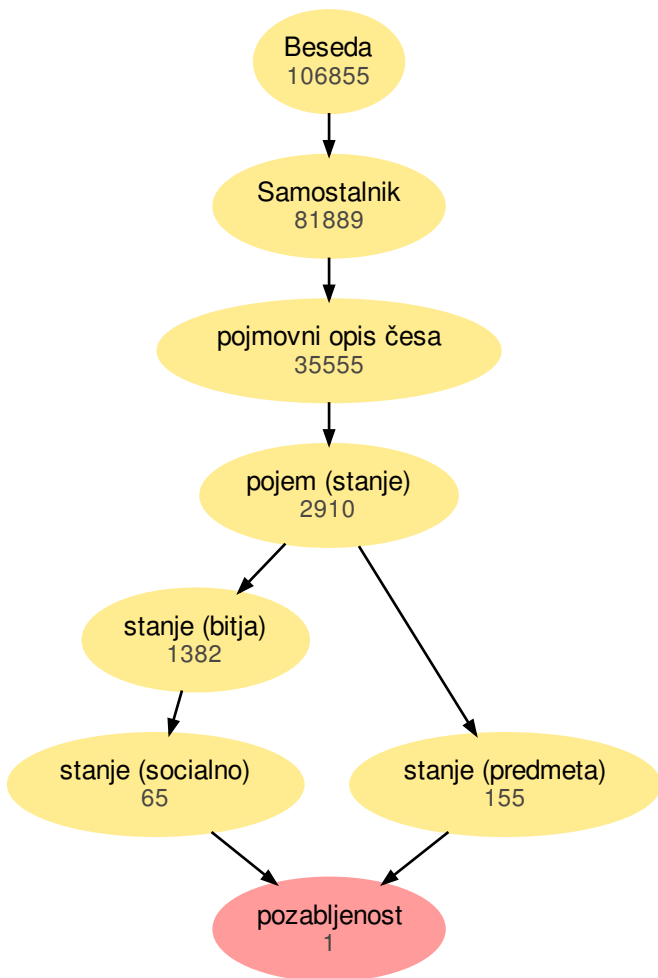 Beseda
106855
Samostalnik
81889
pojmovni opis česa
35555
pojem (stanje)
2910
stanje (bitja)
1382
stanje (socialno)
65
stanje (predmeta)
155
pozabljenost
1